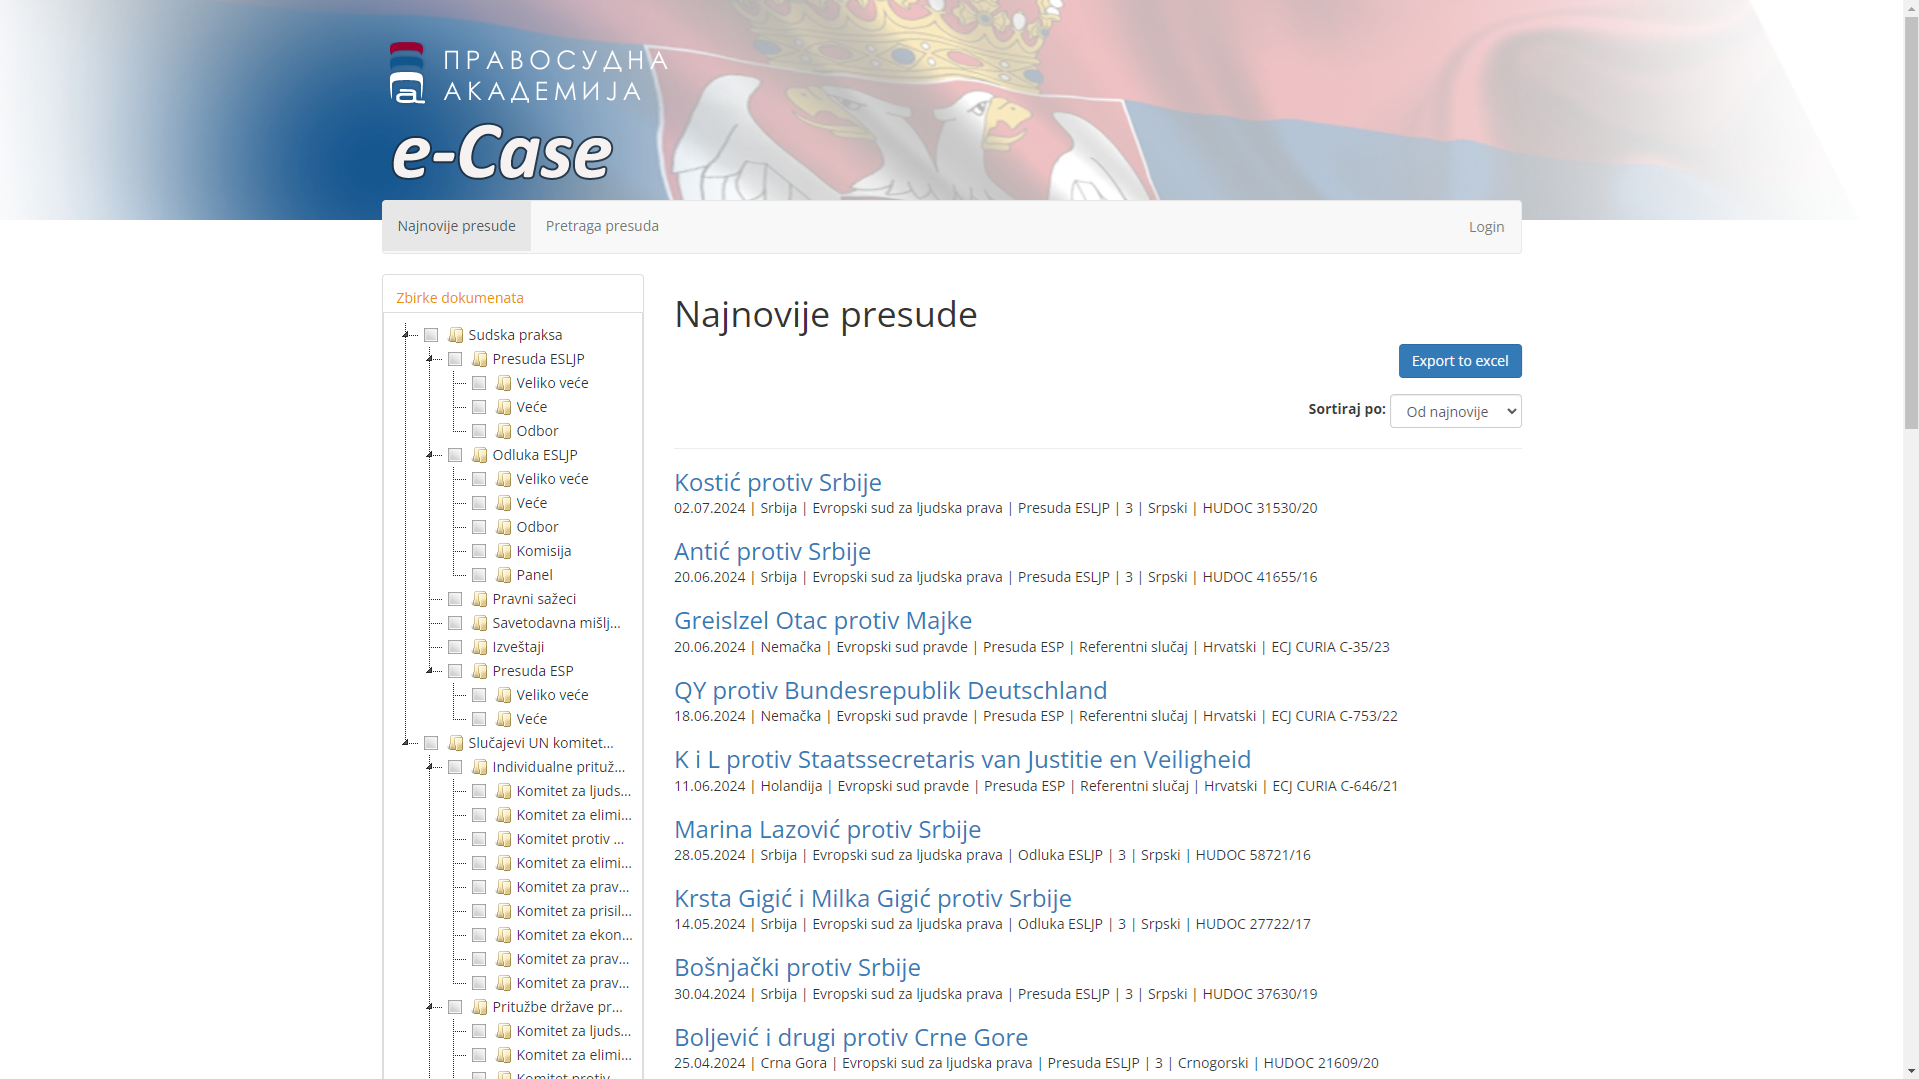 ПРАВОСУДНА
АКАДЕМИЈА
e-Case
Najnovije presude
Pretraga presuda
Login
Zbirke dokumenata
Sudska praksa
Presuda ESLJP
Veliko veće
Veće
Odbor
Odluka ESLJP
Veliko veće
Veće
Odbor
Komisija
Panel
Pravni sažeci
Savetodavna mišlj...
Izveštaji
Presuda ESP
Veliko veće
Veće
Slučajevi UN komitet...
Individualne prituž...
Komitet za ljuds...
Komitet za elimi...
Komitet protiv ...
Komitet za elimi...
Komitet za prav...
Komitet za prisil...
Komitet za ekon...
Komitet za prav...
Komitet za prav...
Pritužbe države pr...
Komitet za ljuds...
Komitet za elimi...
Komitet protiv ...
Najnovije presude
Export to excel
Sortiraj po: Od najnovije
Kostić protiv Srbije
02.07.2024 | Srbija | Evropski sud za ljudska prava | Presuda ESLJP | 3 | Srpski | HUDOC 31530/20
Antić protiv Srbije
20.06.2024 | Srbija | Evropski sud za ljudska prava | Presuda ESLJP | 3 | Srpski | HUDOC 41655/16
Greislzel Otac protiv Majke
20.06.2024 | Nemačka | Evropski sud pravde | Presuda ESP | Referentni slučaj | Hrvatski | ECJ CURIA C-35/23
QY protiv Bundesrepublik Deutschland
18.06.2024 | Nemačka | Evropski sud pravde | Presuda ESP | Referentni slučaj | Hrvatski | ECJ CURIA C-753/22
K i L protiv Staatssecretaris van Justitie en Veiligheid
11.06.2024 | Holandija | Evropski sud pravde | Presuda ESP | Referentni slučaj | Hrvatski | ECJ CURIA C-646/21
Marina Lazović protiv Srbije
28.05.2024 | Srbija | Evropski sud za ljudska prava | Odluka ESLJP | 3 | Srpski | HUDOC 58721/16
Krsta Gigić i Milka Gigić protiv Srbije
14.05.2024 | Srbija | Evropski sud za ljudska prava | Odluka ESLJP | 3 | Srpski | HUDOC 27722/17
Bošnjački protiv Srbije
30.04.2024 | Srbija | Evropski sud za ljudska prava | Presuda ESLJP | 3 | Srpski | HUDOC 37630/19
Boljević i drugi protiv Crne Gore
25.04.2024 | Crna Gora | Evropski sud za ljudska prava | Presuda ESLJP | 3 | Crnogorski | HUDOC 21609/20